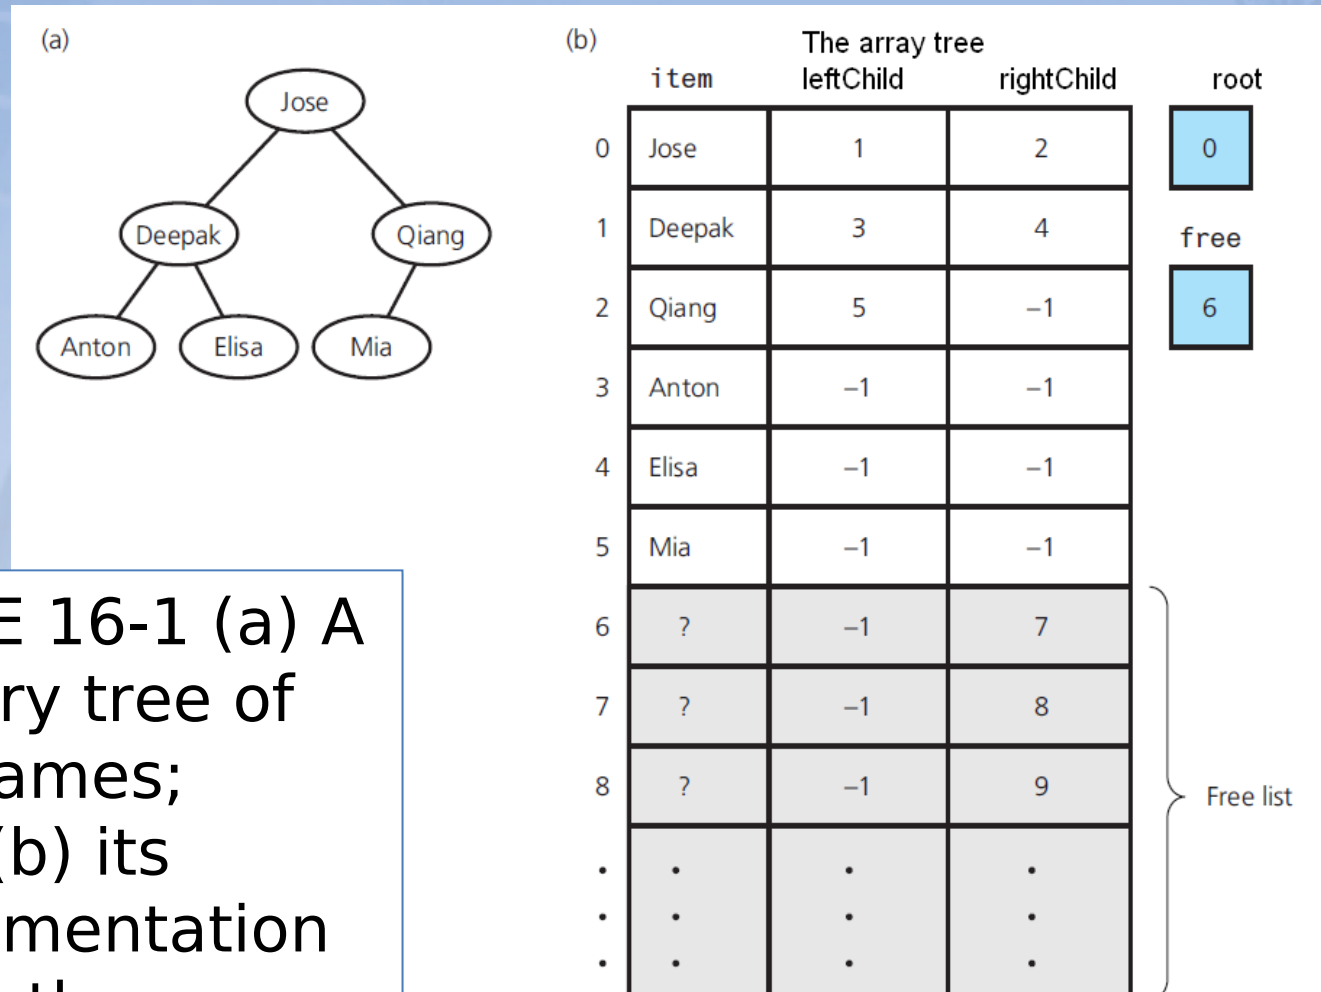 (a)
Jose
Deepak Qiang
Anton Elisa Mia
(b)
The array tree
item leftChild rightChild root
0 Jose 1 2 0
free
1 Deepak 3 4
2 Qiang 5 –1 6
3 Anton –1 –1
4 Elisa –1 –1
5 Mia –1 –1
6 ? –1 7
7 ? –1 8
8 ? –1 9
Free list
E 16-1 (a) A
ry tree of
ames;
(b) its
mentation